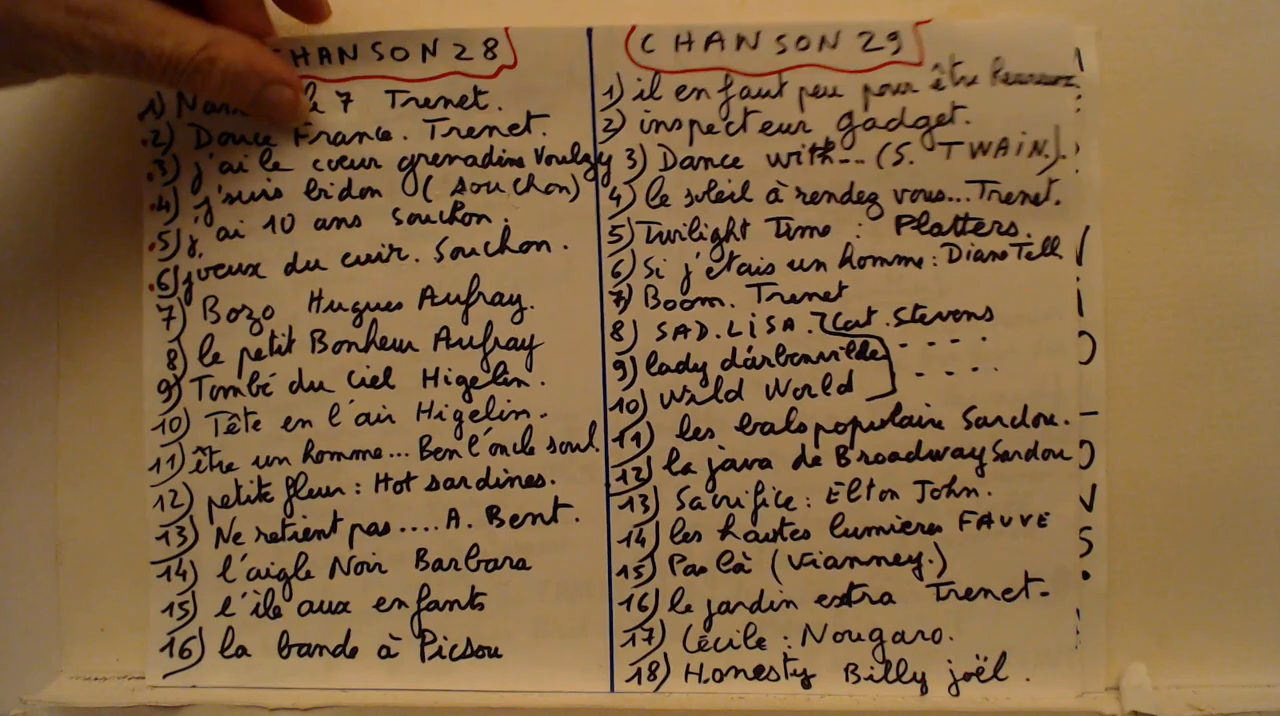 CHANSON 28
1) Nam 7 Trenet.
2) Douce France. Trenet.
3) j'ai le cœur grenadine Voulzy
4) j'suis bidon (souchon)
5) j'ai 10 ans souchon.
6) joueux du cuir. Souchon.
7) Bozo Hugues Aufray.
8) le petit Bonheur Aufray
9) Tombé du Ciel Higelin.
10) Tête en l'air Higelin.
11) être un homme... Ben l'oncle soul.
12) petite fleur : Hot sardines.
13) Ne retient pas .... A. Bent.
14) l'aigle Noir Barbara
15) l'île aux enfants
16) la bande à Picsou
CHANSON 29
1) il en faut peu pour être heureux
2) inspecteur gadget.
3) Dance with... (S. TWAIN.)
4) le soleil à rendez vous... Trenet.
5) Twilight Time : Platters.
6) Si j'étais un homme : Diane Tell
7) Boom. Trenet
8) SAD. LiSA. Cat. Stevens
9) lady d'arbanville - - - -
10) Wild World - - - -
11) les bals populaire Sardou.
12) la java de Broadway Sardou
13) Sacrifice : Elton John.
14) les hautes lumieres FAUVE
15) Pas là (Vianney.)
16) le jardin extra Trenet-
17) Cécile : Nougaro.
18) Honesty Billy joël.